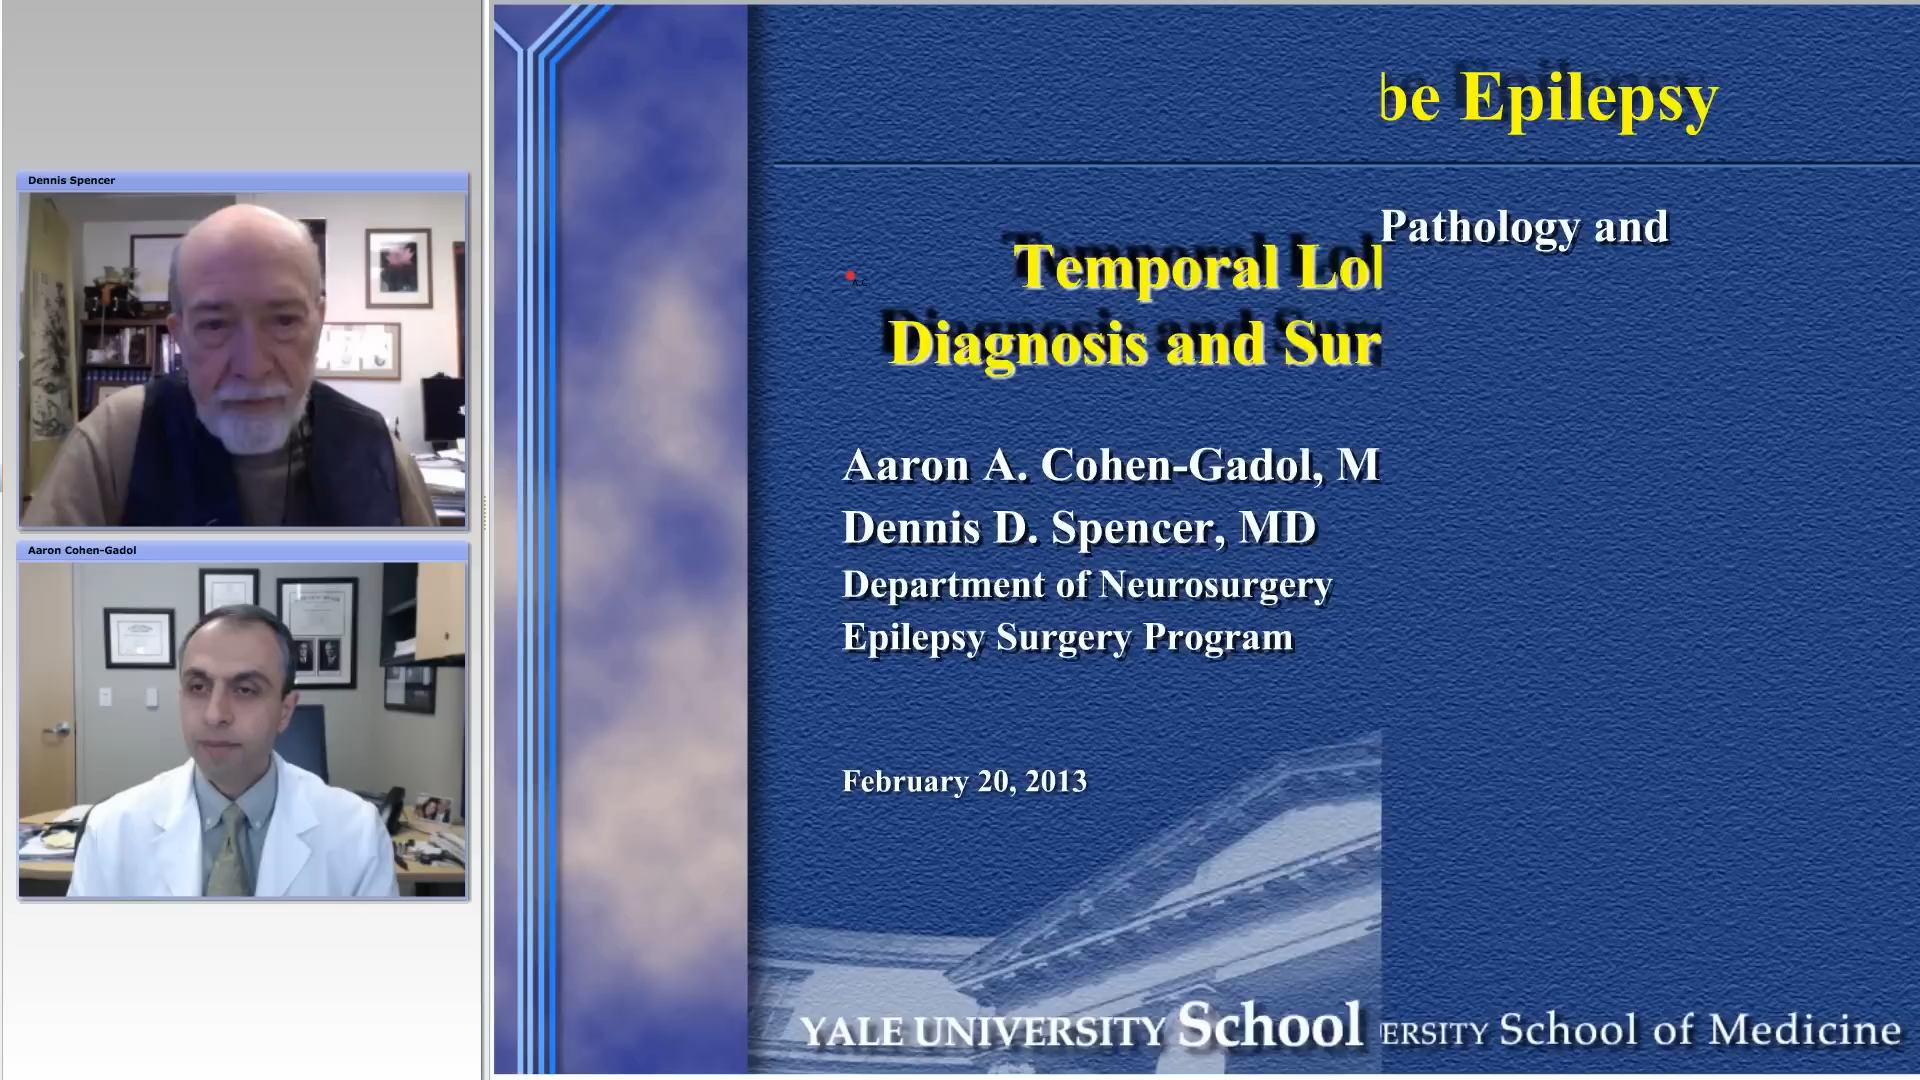 Dennis Spencer
Aaron Cohen-Gadol
be Epilepsy
Pathology and
Temporal Lol
Diagnosis and Sur
Aaron A. Cohen-Gadol, M
Dennis D. Spencer, MD
Department of Neurosurgery
Epilepsy Surgery Program
February 20, 2013
YALE UNIVERSITY School ERSITY School of Medicine